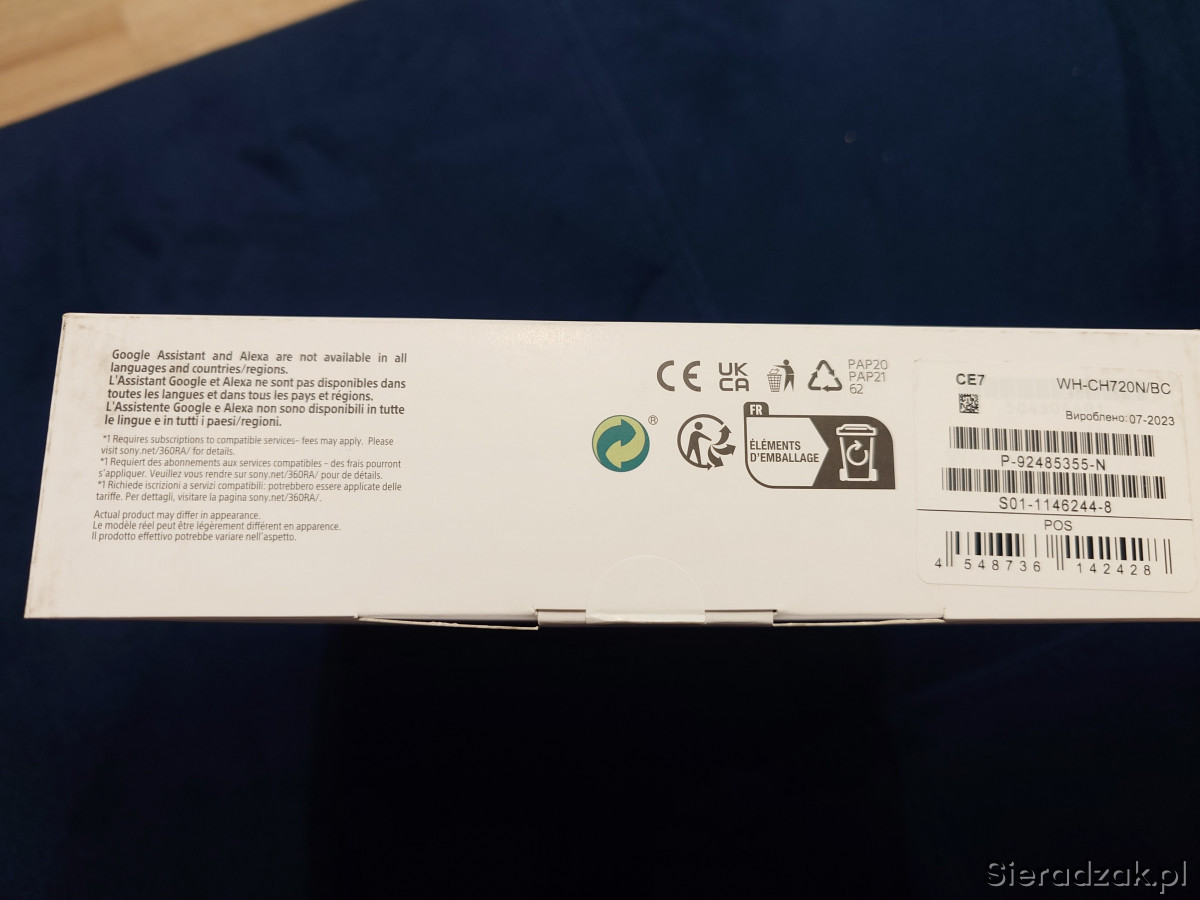 Google Assistant and Alexa are not available in all
languages and countries/regions.
L'Assistant Google et Alexa ne sont pas disponibles dans
toutes les langues et dans tous les pays et régions.
L'Assistente Google e Alexa non sono disponibili in tutte
le lingue e in tutti i paesi/regioni.
*1 Requires subscriptions to compatible services- fees may apply. Please
visit sony.net/360RA/ for details.
*1 Requiert des abonnements aux services compatibles - des frais pourront
s'appliquer. Veuillez vous rendre sur sony.net/360RA/ pour de détails.
*1 Richiede iscrizioni a servizi compatibili: potrebbero essere applicate delle
tariffe. Per dettagli, visitare la pagina sony.net/360RA/.
Actual product may differ in appearance.
Le modèle réel peut être légèrement différent en apparence.
Il prodotto effettivo potrebbe variare nell'aspetto.
CE
UK
CA
PAP20
PAP21
62
®
FR
ÉLÉMENTS
D'EMBALLAGE
CE7
WH-CH720N/BC
Вироблено:07-2023
P-92485355-N
S01-1146244-8
POS
4 548736 142428
Sieradzak.pl